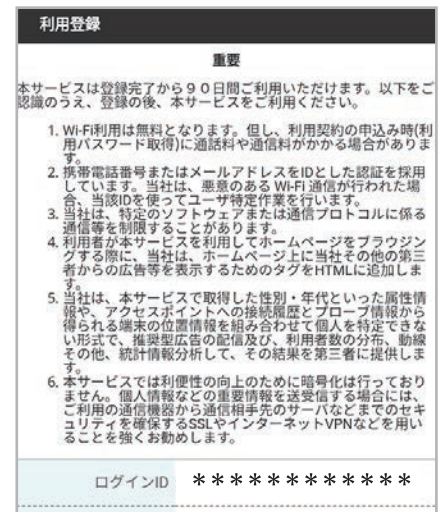 利用登録
重要
本サービスは登録完了から９０日間ご利用いただけます。以下をご
認識のうえ、登録の後、本サービスをご利用ください。
1. Wi-Fi利用は無料となります。但し、利用契約の申込み時(利
用パスワード取得)に通話料や通信料がかかる場合がありま
す。
2. 携帯電話番号またはメールアドレスをIDとした認証を採用
しています。当社は、悪意のある Wi-Fi 通信が行われた場
合、当該IDを使ってユーザ特定作業を行います。
3. 当社は、特定のソフトウェアまたは通信プロトコルに係る
通信等を制限することがあります。
4. 利用者が本サービスを利用してホームページをブラウジン
グする際に、当社は、ホームページ上に当社その他の第三
者からの広告等を表示するためのタグをHTMLに追加しま
す。
5. 当社は、本サービスで取得した性別・年代といった属性情
報や、アクセスポイントへの接続履歴とプローブ情報から
得られる端末の位置情報を組み合わせて個人を特定できな
い形式で、推奨型広告の配信及び、利用者数の分布、動線
その他、統計情報分析して、その結果を第三者に提供しま
す。
6. 本サービスでは利便性の向上のために暗号化は行っており
ません。個人情報などの重要情報を送受信する場合には、
ご利用の通信機器から通信相手先のサーバなどまでのセキ
ュリティを確保するSSLやインターネットVPNなどを用い
ることを強くお勧めします。
ログインID ************